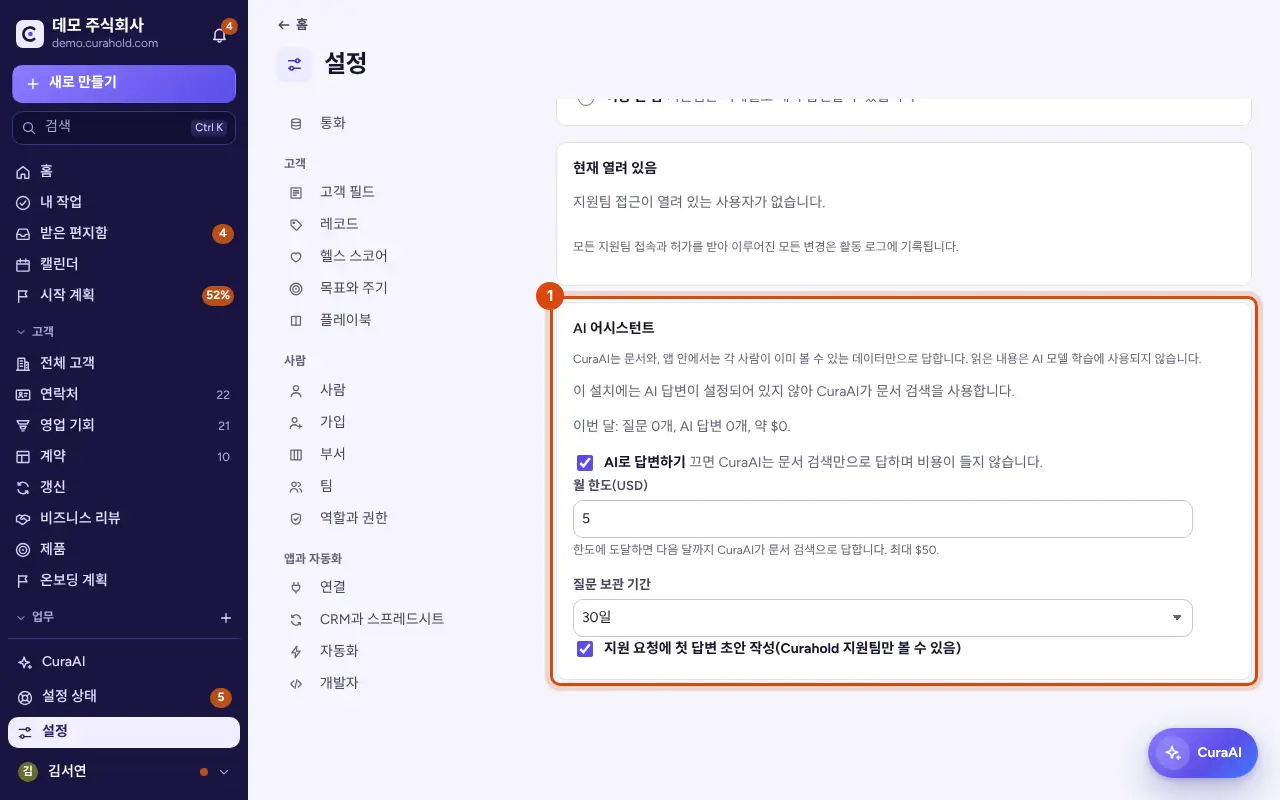 데모 주식회사
demo.curahold.com
4
새로 만들기
검색
Ctrl K
홈
내 작업
받은 편지함
4
캘린더
시작 계획
52%
고객
전체 고객
연락처
22
영업 기회
21
계약
10
갱신
비즈니스 리뷰
제품
온보딩 계획
업무
CuraAI
설정 상태
5
설정
김
김서연
홈
설정
통화
고객
고객 필드
레코드
헬스 스코어
목표와 주기
플레이북
사람
사람
가입
부서
팀
역할과 권한
앱과 자동화
연결
CRM과 스프레드시트
자동화
개발자
현재 열려 있음
지원팀 접근이 열려 있는 사용자가 없습니다.
모든 지원팀 접속과 허가를 받아 이루어진 모든 변경은 활동 로그에 기록됩니다.
1
AI 어시스턴트
CuraAI는 문서와, 앱 안에서는 각 사람이 이미 볼 수 있는 데이터만으로 답합니다. 읽은 내용은 AI 모델 학습에 사용되지 않습니다.
이 설치에는 AI 답변이 설정되어 있지 않아 CuraAI가 문서 검색을 사용합니다.
이번 달: 질문 0개, AI 답변 0개, 약 $0.
AI로 답변하기 끄면 CuraAI는 문서 검색만으로 답하며 비용이 들지 않습니다.
월 한도(USD)
5
한도에 도달하면 다음 달까지 CuraAI가 문서 검색으로 답합니다. 최대 $50.
질문 보관 기간
30일
지원 요청에 첫 답변 초안 작성(Curahold 지원팀만 볼 수 있음)
CuraAI